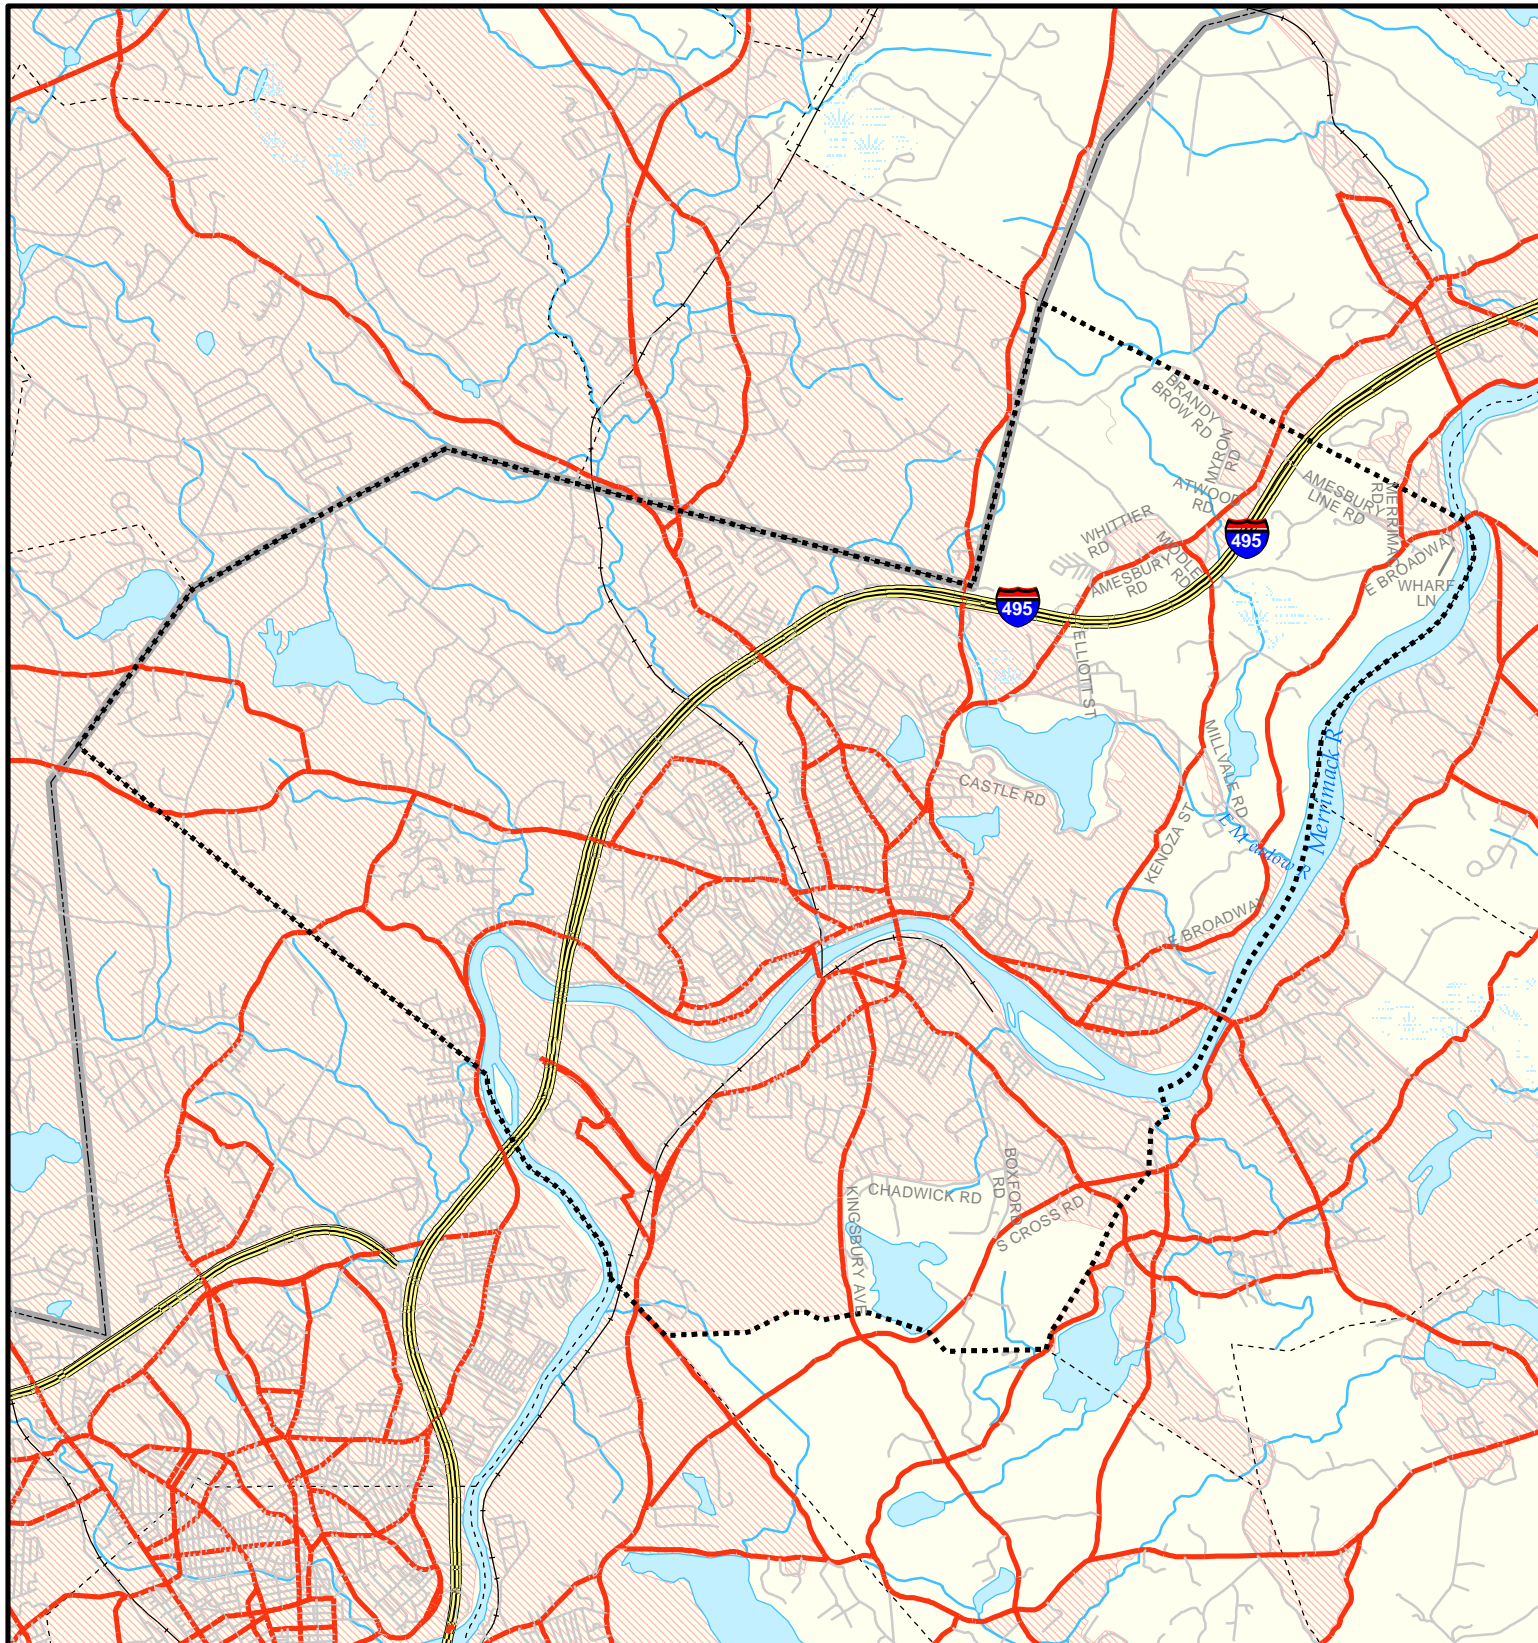 BRANDY
BROW RD
MYRON
RD
ATWOOD
RD
AMESBURY
LINE RD
MERRIMAC
RD
WHITTIER
RD
MIDDLE
RD
AMESBURY
RD
E BROADWAY
WHARF
LN
495
495
ELLIOTT ST
MILLVALE RD
Merrimack R
CASTLE RD
KENOZA ST
E Meadow R
E BROADWAY
BOXFORD
RD
CHADWICK RD
KINGSBURY AVE
S CROSS RD